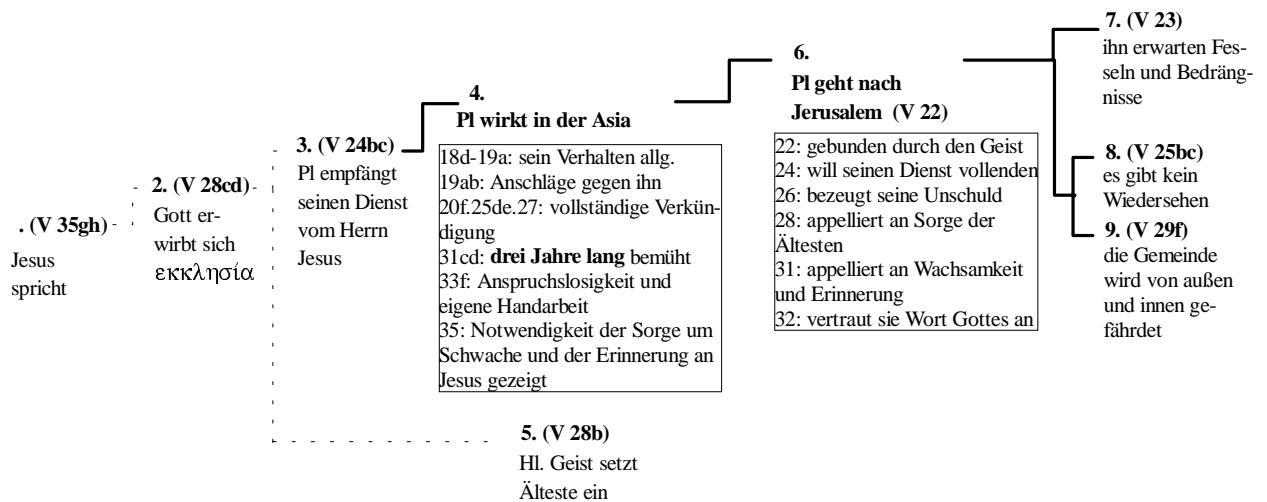 . (V 35gh)
Jesus
spricht
2. (V 28cd)
Gott er-
wirbt sich
εκκλησία
3. (V 24bc)
Pl empfängt
seinen Dienst
vom Herrn
Jesus
4.
Pl wirkt in der Asia
18d-19a: sein Verhalten allg.
19ab: Anschläge gegen ihn
20f.25de.27: vollständige Verkün-
digung
31cd: drei Jahre lang bemüht
33f: Anspruchslosigkeit und
eigene Handarbeit
35: Notwendigkeit der Sorge um
Schwache und der Erinnerung an
Jesus gezeigt
5. (V 28b)
Hl. Geist setzt
Älteste ein
6.
Pl geht nach
Jerusalem (V 22)
22: gebunden durch den Geist
24: will seinen Dienst vollenden
26: bezeugt seine Unschuld
28: appelliert an Sorge der
Ältesten
31: appelliert an Wachsamkeit
und Erinnerung
32: vertraut sie Wort Gottes an
7. (V 23)
ihn erwarten Fes-
seln und Bedräng-
nisse
8. (V 25bc)
es gibt kein
Wiedersehen
9. (V 29f)
die Gemeinde
wird von außen
und innen ge-
fährdet